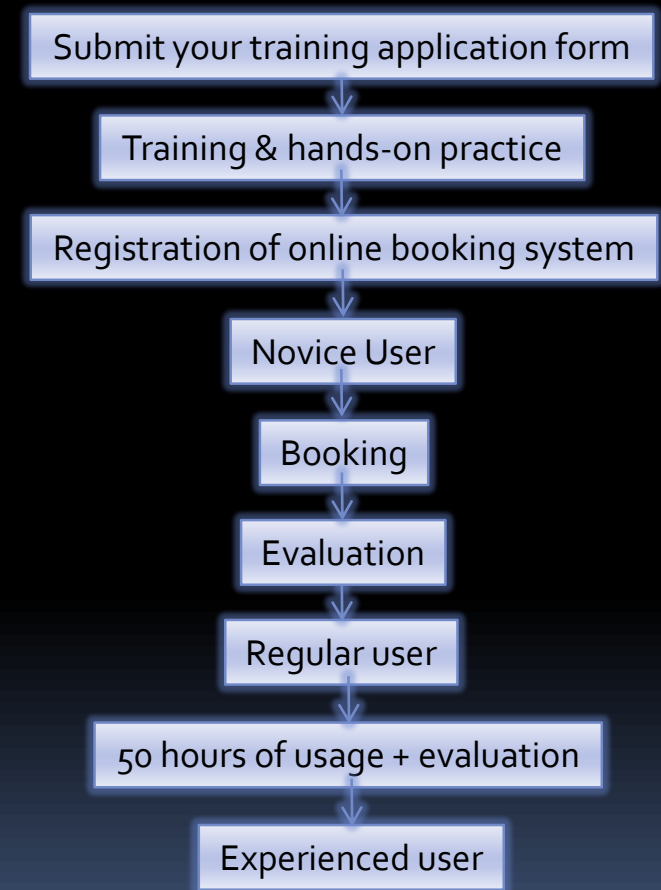 Submit your training application form
Training & hands-on practice
Registration of online booking system
Novice User
Booking
Evaluation
Regular user
50 hours of usage + evaluation
Experienced user